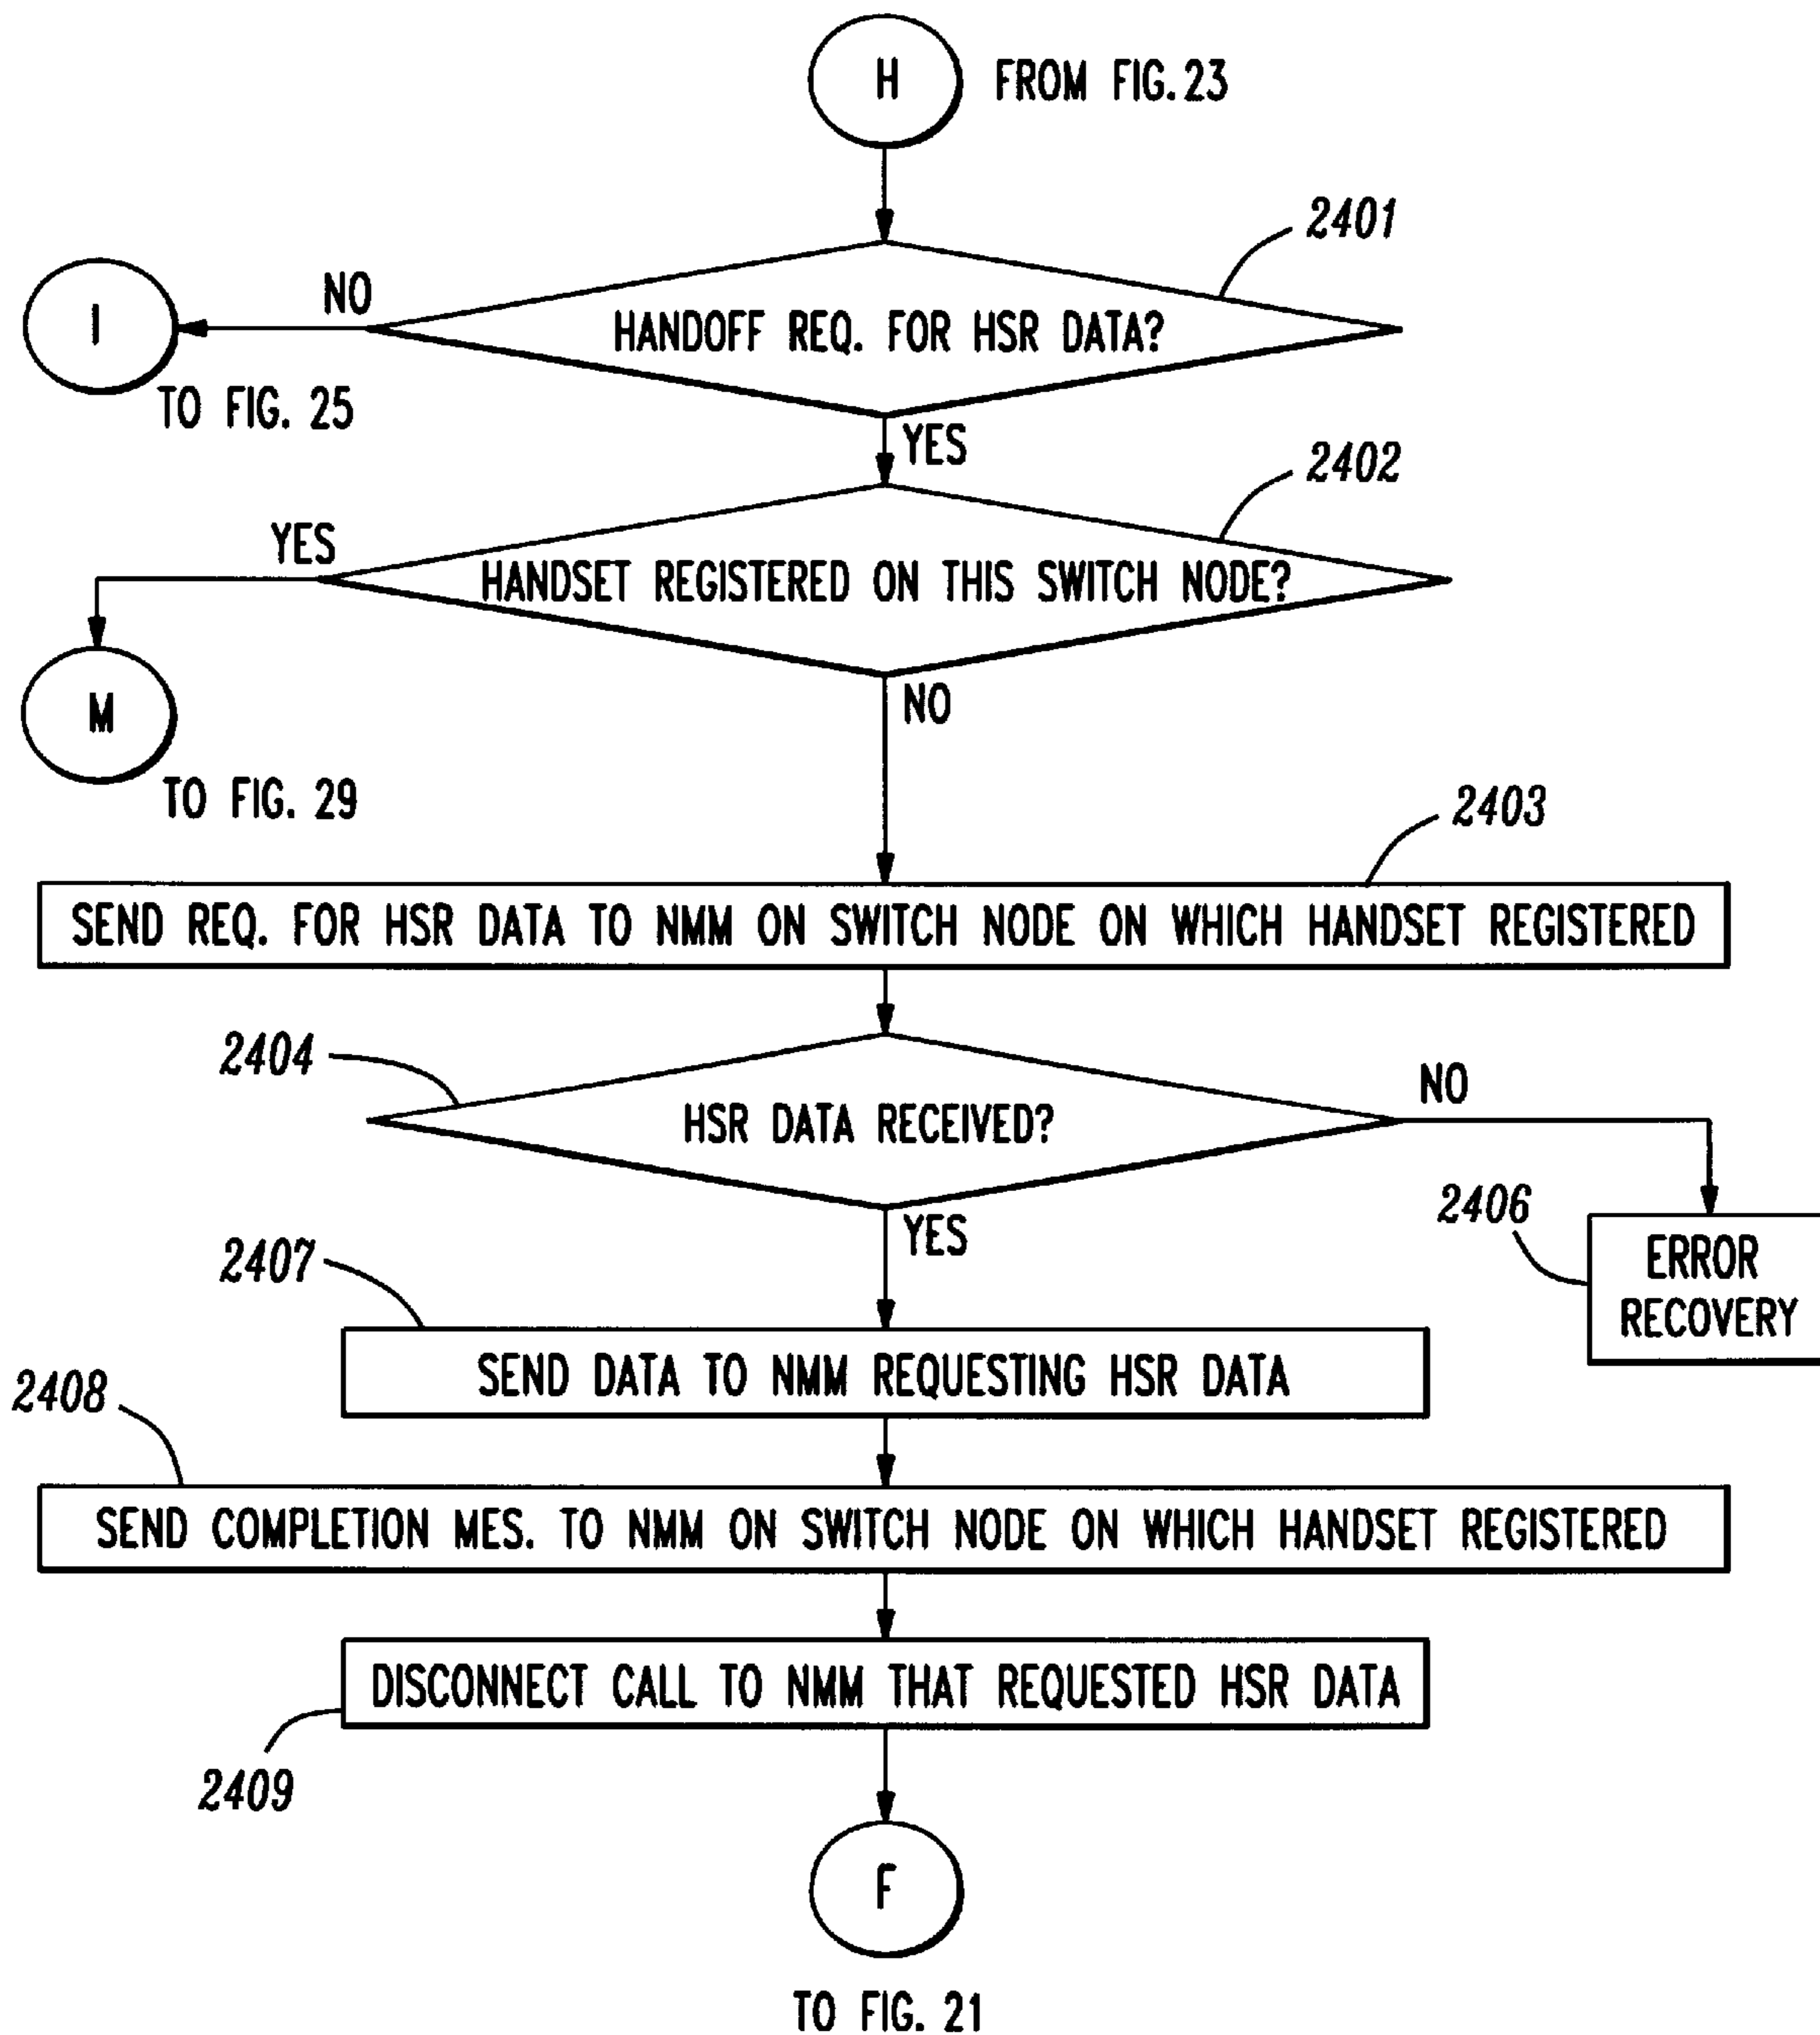 H FROM FIG. 23
2401
NO
HANDOFF REQ. FOR HSR DATA?
I
TO FIG. 25
YES
2402
YES
HANDSET REGISTERED ON THIS SWITCH NODE?
M
NO
TO FIG. 29
2403
SEND REQ. FOR HSR DATA TO NMM ON SWITCH NODE ON WHICH HANDSET REGISTERED
2404
NO
HSR DATA RECEIVED?
YES
2406
ERROR
RECOVERY
2407
SEND DATA TO NMM REQUESTING HSR DATA
2408
SEND COMPLETION MES. TO NMM ON SWITCH NODE ON WHICH HANDSET REGISTERED
DISCONNECT CALL TO NMM THAT REQUESTED HSR DATA
2409
F
TO FIG. 21